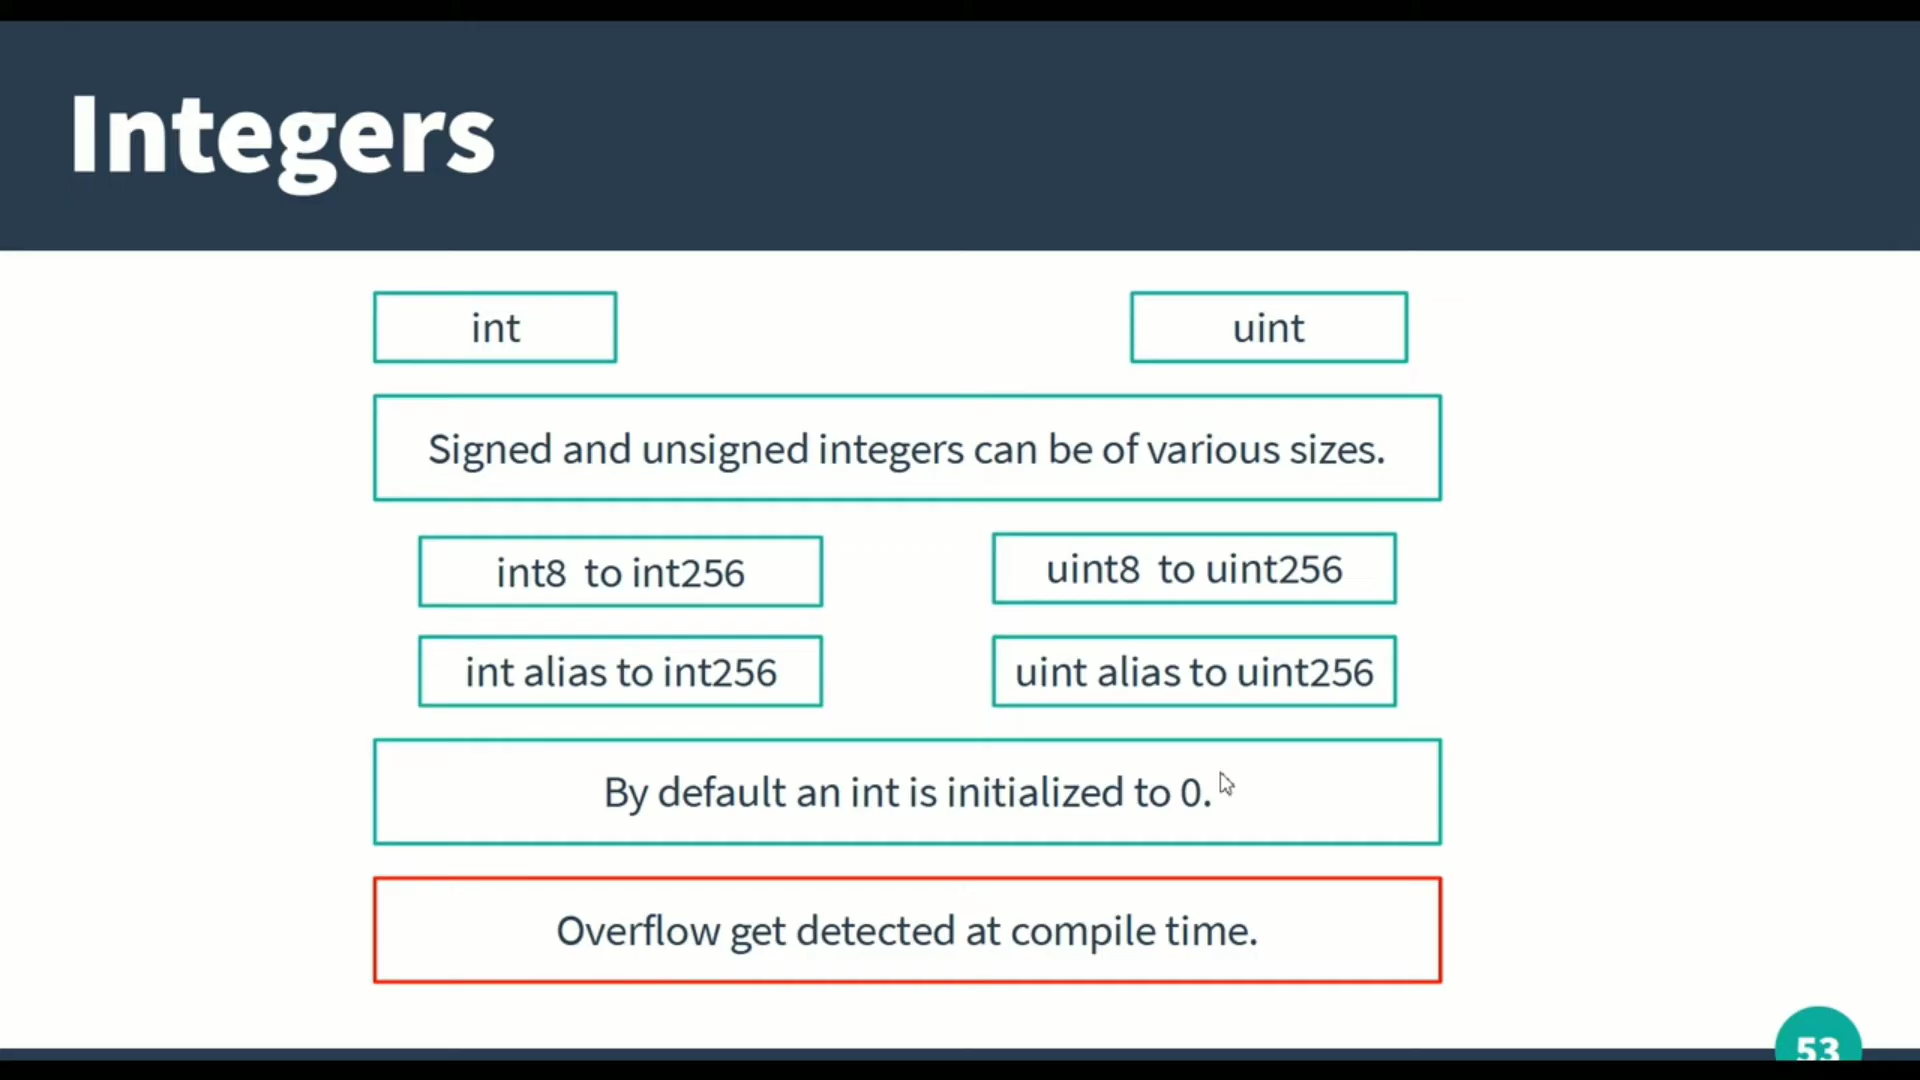 Integers
int
uint
Signed and unsigned integers can be of various sizes.
int8 to int256
uint8 to uint256
int alias to int256
uint alias to uint256
By default an int is initialized to 0.
Overflow get detected at compile time.
53